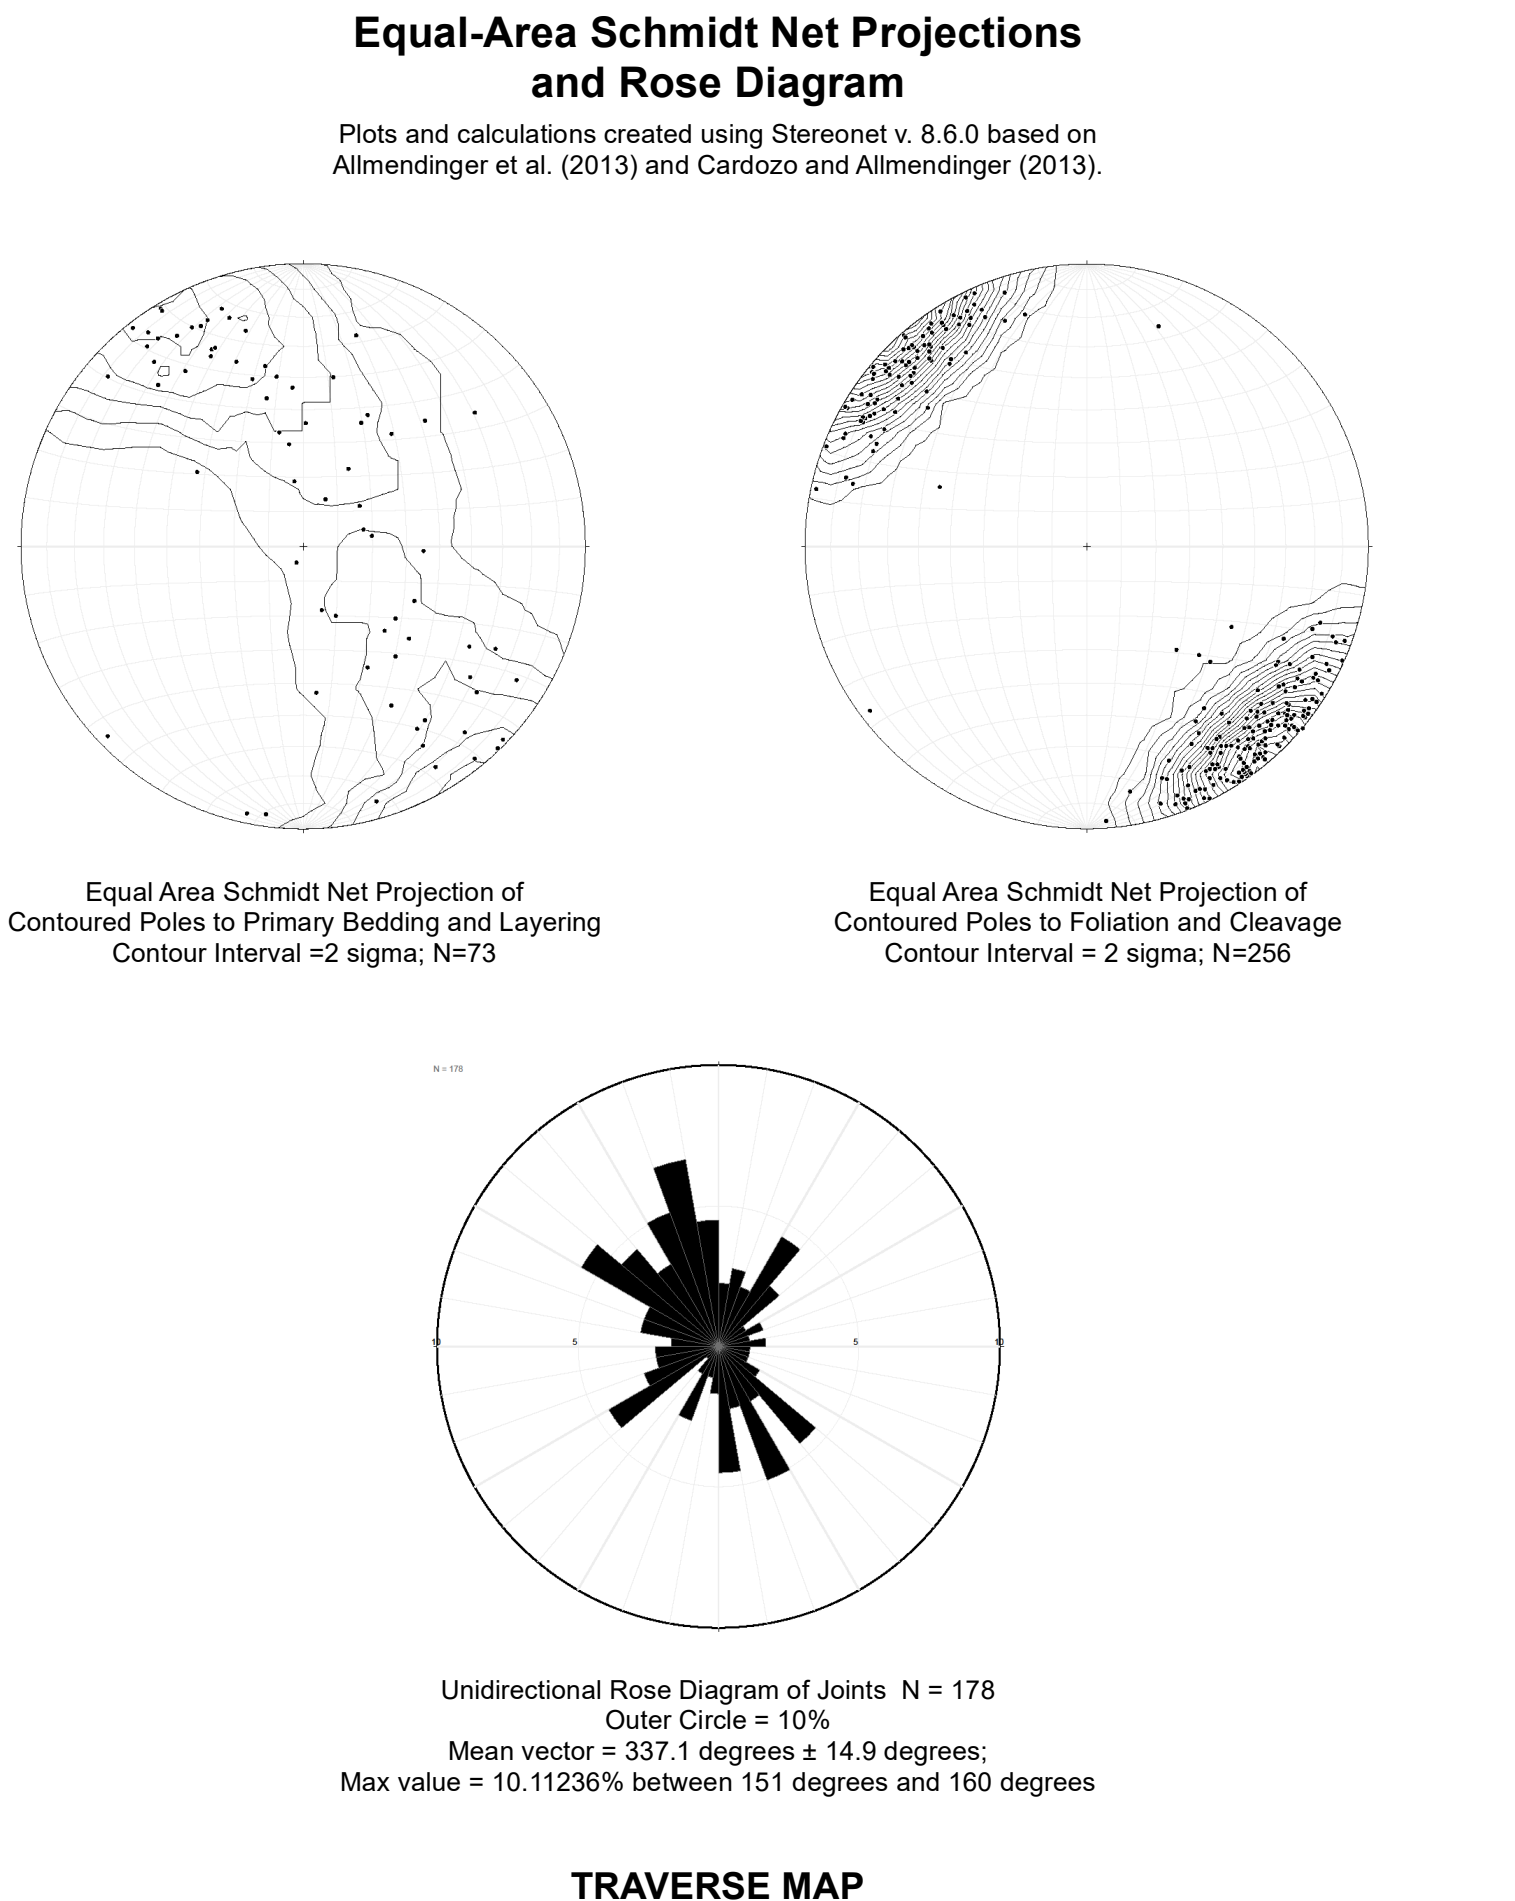 Equal-Area Schmidt Net Projections
and Rose Diagram
Plots and calculations created using Stereonet v. 8.6.0 based on
Allmendinger et al. (2013) and Cardozo and Allmendinger (2013).
Equal Area Schmidt Net Projection of
Contoured Poles to Primary Bedding and Layering
Contour Interval =2 sigma; N=73
Equal Area Schmidt Net Projection of
Contoured Poles to Foliation and Cleavage
Contour Interval = 2 sigma; N=256
N = 178
10 5 5 10
Unidirectional Rose Diagram of Joints  N = 178
Outer Circle = 10%
Mean vector = 337.1 degrees ± 14.9 degrees;
Max value = 10.11236% between 151 degrees and 160 degrees
TRAVERSE MAP